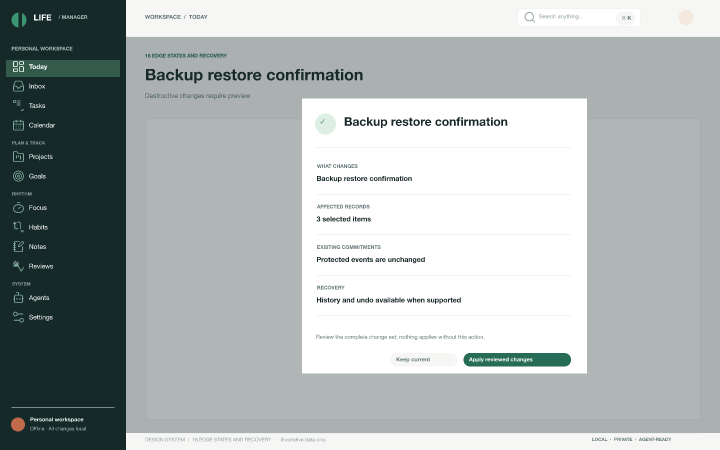 LIFE / MANAGER
PERSONAL WORKSPACE
Today
Inbox
Tasks
Calendar
PLAN & TRACK
Projects
Goals
RHYTHM
Focus
Habits
Notes
Reviews
SYSTEM
Agents
Settings
Personal workspace
Offline · All changes local
WORKSPACE / TODAY
Search anything...
⌘ K
16 EDGE STATES AND RECOVERY
Backup restore confirmation
Destructive changes require preview
Backup restore confirmation
WHAT CHANGES
Backup restore confirmation
AFFECTED RECORDS
3 selected items
EXISTING COMMITMENTS
Protected events are unchanged
RECOVERY
History and undo available when supported
Review the complete change set; nothing applies without this action.
Keep current
Apply reviewed changes
DESIGN SYSTEM / 16 EDGE STATES AND RECOVERY · Illustrative data only
LOCAL · PRIVATE · AGENT-READY